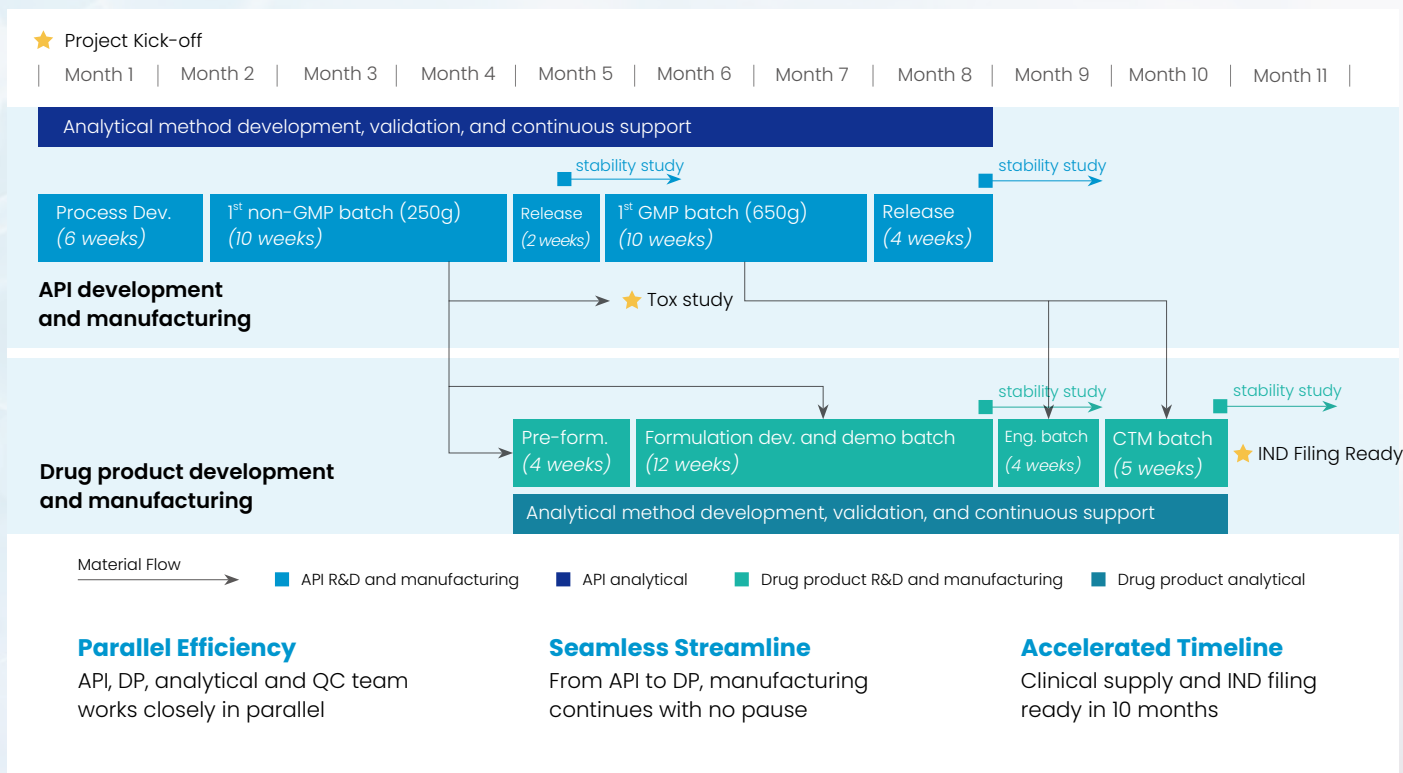 Project Kick-off
Month 1 Month 2 Month 3 Month 4 Month 5 Month 6 Month 7 Month 8 Month 9 Month 10 Month 11
Analytical method development, validation, and continuous support
stability study
stability study
Process Dev.
(6 weeks)
1st non-GMP batch (250g)
(10 weeks)
Release
(2 weeks)
1st GMP batch (650g)
(10 weeks)
Release
(4 weeks)
API development
and manufacturing
Tox study
stability study
stability study
Pre-form.
(4 weeks)
Formulation dev. and demo batch
(12 weeks)
Eng. batch
(4 weeks)
CTM batch
(5 weeks)
IND Filing Ready
Drug product development
and manufacturing
Analytical method development, validation, and continuous support
Material Flow
API R&D and manufacturing
API analytical
Drug product R&D and manufacturing
Drug product analytical
Parallel Efficiency
API, DP, analytical and QC team
works closely in parallel
Seamless Streamline
From API to DP, manufacturing
continues with no pause
Accelerated Timeline
Clinical supply and IND filing
ready in 10 months